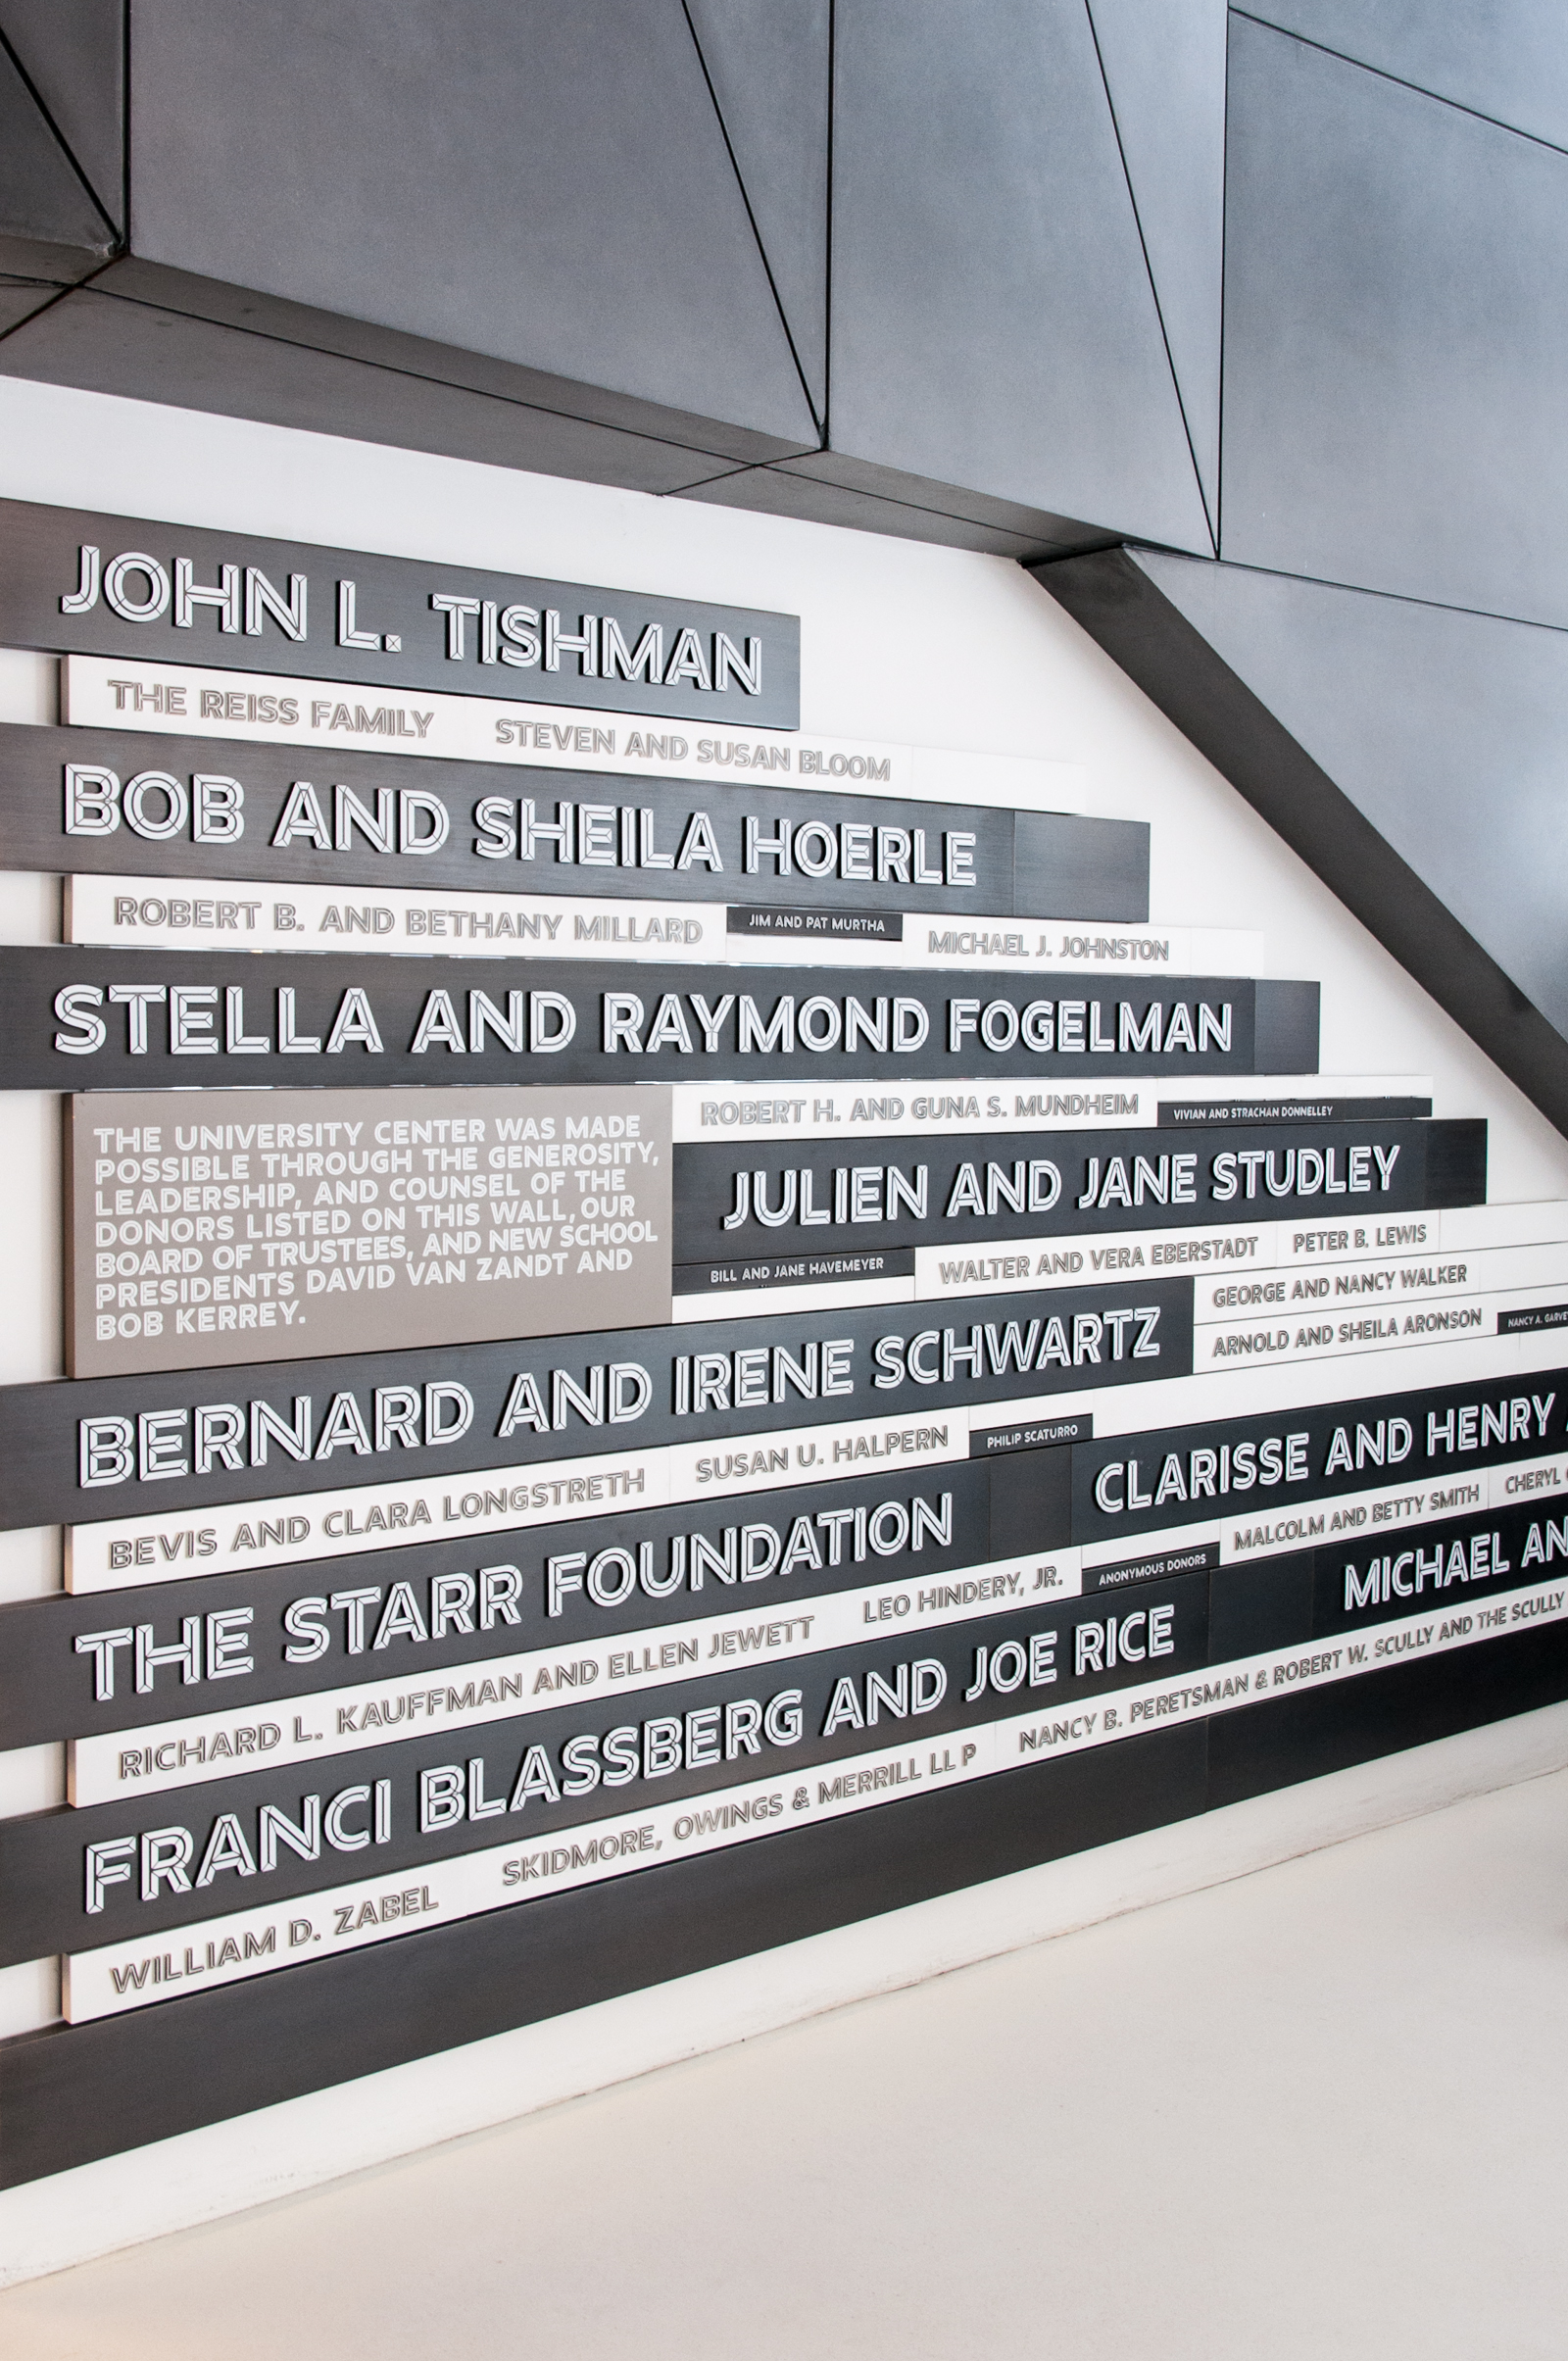 JOHN L. TISHMAN
THE REISS FAMILY
STEVEN AND SUSAN BLOOM
BOB AND SHEILA HOERLE
ROBERT B. AND BETHANY MILLARD
JIM AND PAT MURTHA
MICHAEL J. JOHNSTON
STELLA AND RAYMOND FOGELMAN
THE UNIVERSITY CENTER WAS MADE
POSSIBLE THROUGH THE GENEROSITY,
LEADERSHIP, AND COUNSEL OF THE
DONORS LISTED ON THIS WALL, OUR
BOARD OF TRUSTEES, AND NEW SCHOOL
PRESIDENTS DAVID VAN ZANDT AND
BOB KERREY.
ROBERT H. AND GUNA S. MUNDHEIM
VIVIAN AND STRACHAN DONNELLEY
JULIEN AND JANE STUDLEY
BILL AND JANE HAVEMEYER
WALTER AND VERA EBERSTADT
PETER B. LEWIS
GEORGE AND NANCY WALKER
ARNOLD AND SHEILA ARONSON
NANCY A. GARVE
BERNARD AND IRENE SCHWARTZ
BEVIS AND CLARA LONGSTRETH
SUSAN U. HALPERN
PHILIP SCATURRO
CLARISSE AND HENRY
THE STARR FOUNDATION
RICHARD L. KAUFFMAN AND ELLEN JEWETT
LEO HINDERY, JR.
ANONYMOUS DONORS
MALCOLM AND BETTY SMITH
CHERYL
MICHAEL AN
FRANCI BLASSBERG AND JOE RICE
WILLIAM D. ZABEL
SKIDMORE, OWINGS & MERRILL LL P
NANCY B. PERETSMAN & ROBERT W. SCULLY AND THE SCULLY